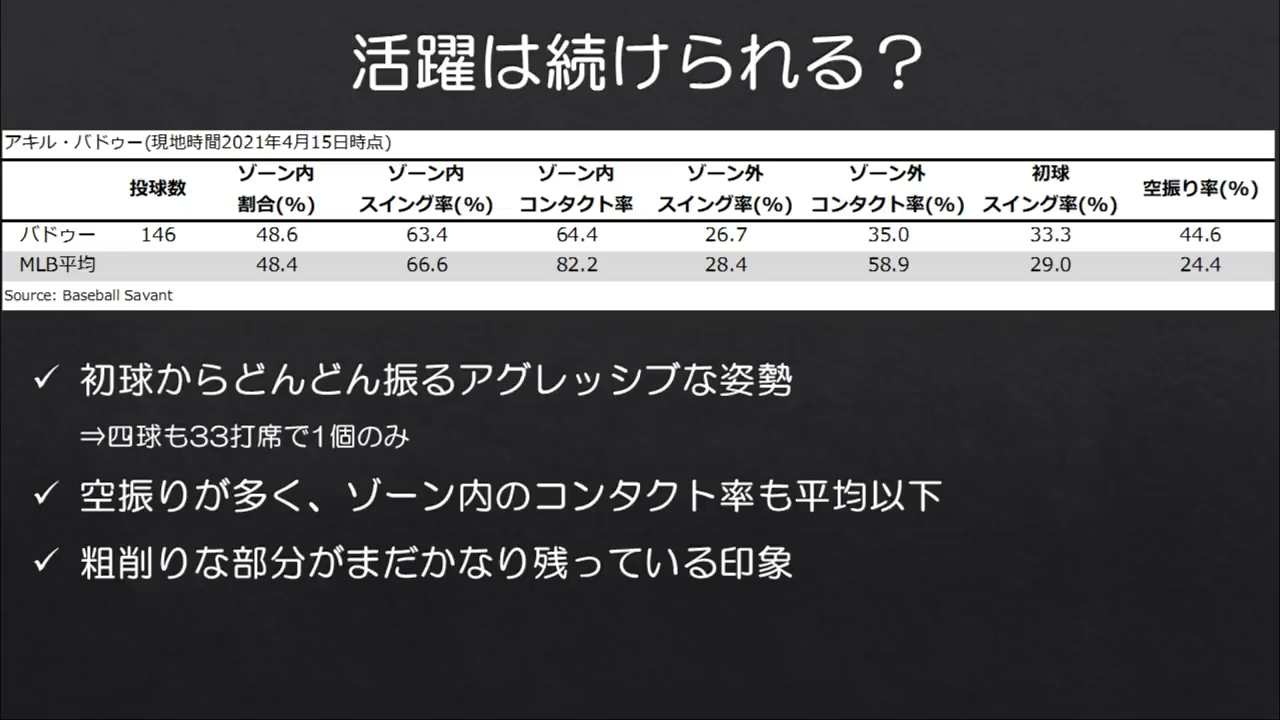 活躍は続けられる？
アキル・バドゥー(現地時間2021年4月15日時点)
投球数 ゾーン内割合(%) ゾーン内スイング率(%) ゾーン内コンタクト率 ゾーン外スイング率(%) ゾーン外コンタクト率(%) 初球スイング率(%) 空振り率(%)
バドゥー 146 48.6 63.4 64.4 26.7 35.0 33.3 44.6
MLB平均 48.4 66.6 82.2 28.4 58.9 29.0 24.4
Source: Baseball Savant
✓ 初球からどんどん振るアグレッシブな姿勢
⇒四球も33打席で1個のみ
✓ 空振りが多く、ゾーン内のコンタクト率も平均以下
✓ 粗削りな部分がまだかなり残っている印象